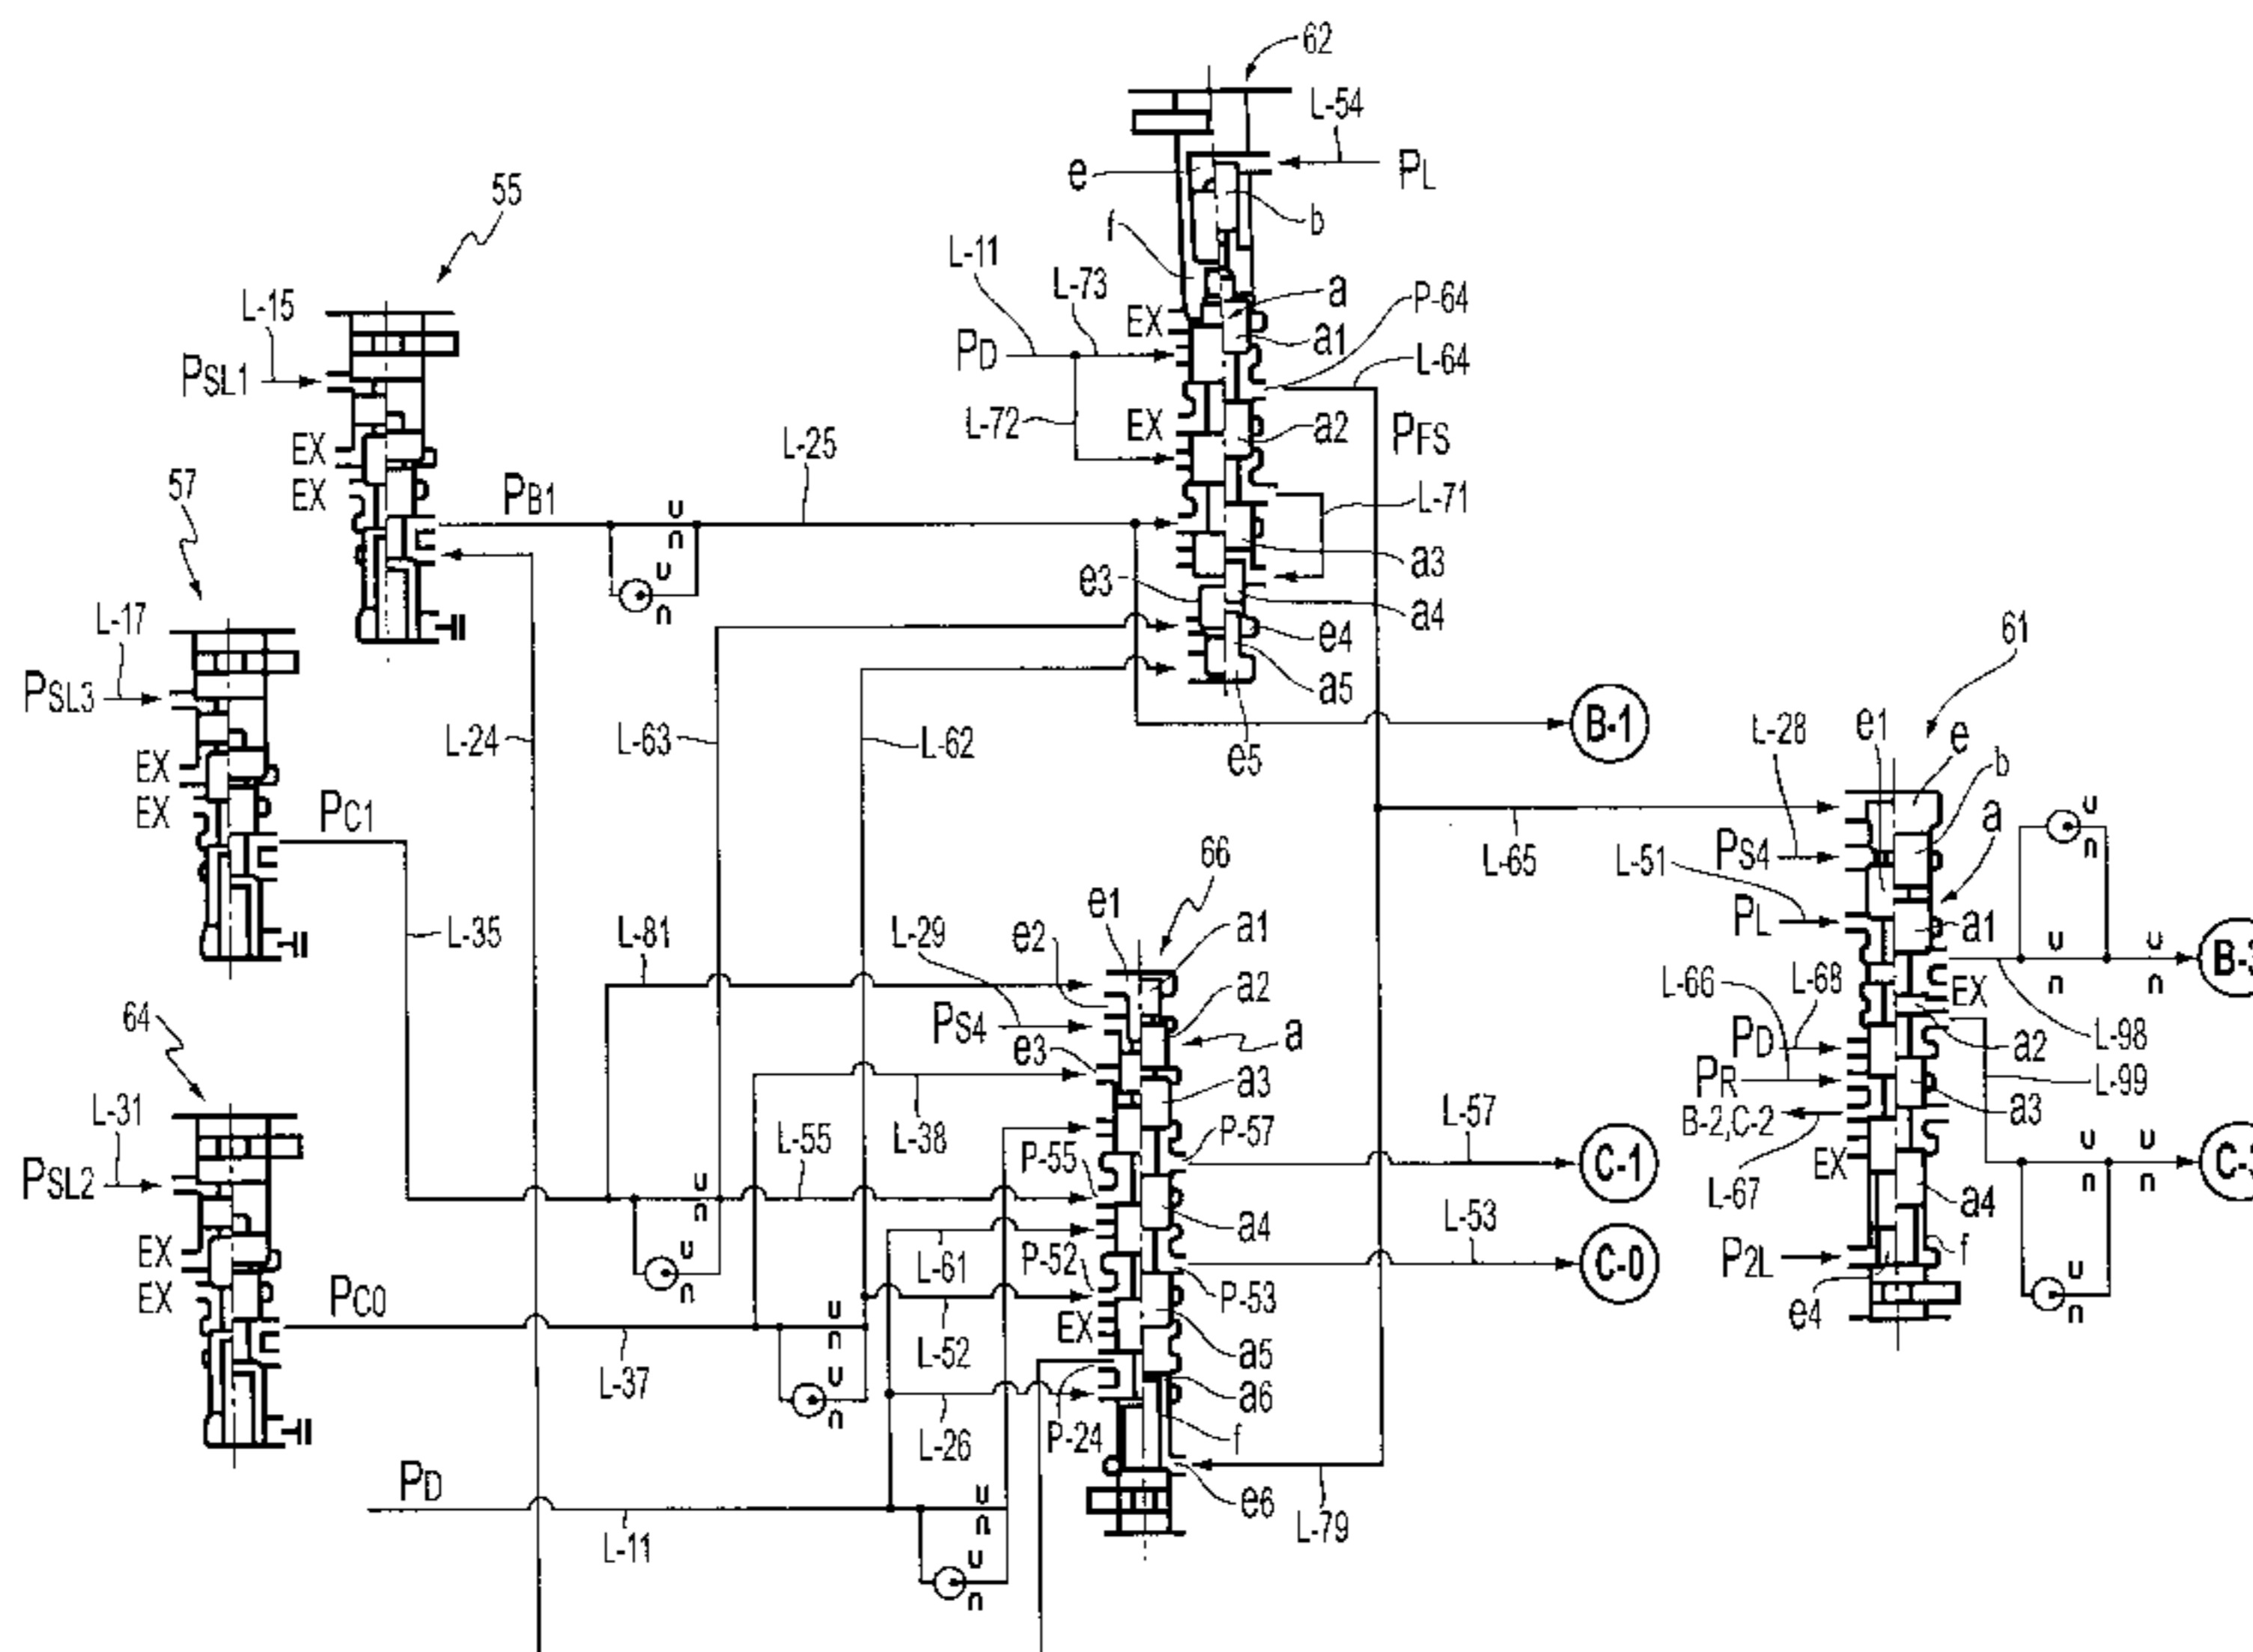 62
L-54
PL
e
b
55
f
L-11
L-73
a
P-64
L-15
EX
a1
PD
L-64
PSL1
L-72
EX
a2
PFS
EX
L-25
57
EX
PB1
L-71
a3
L-17
e3
a4
e4
61
PSL3
a5
L-24
L-63
L-62
B-1
e1
L-28
e
EX
e5
b
EX
PC1
66
a
L-65
PS4
L-51
e1
L-35
L-81
L-29
e2
a1
PL
a1
B-3
64
a2
L-66
L-68
EX
PS4
a
e3
PD
a2
L-98
a3
PR
L-99
L-31
L-57
B-2,C-2
a3
L-38
P-57
L-55
P-55
C-1
EX
C-3
PSL2
L-67
a4
a4
L-53
EX
L-61
P-52
C-0
P2L
f
EX
PC0
P-53
e4
EX
L-37
L-52
a5
a6
P-24
f
L-26
PD
e6
L-79
L-11